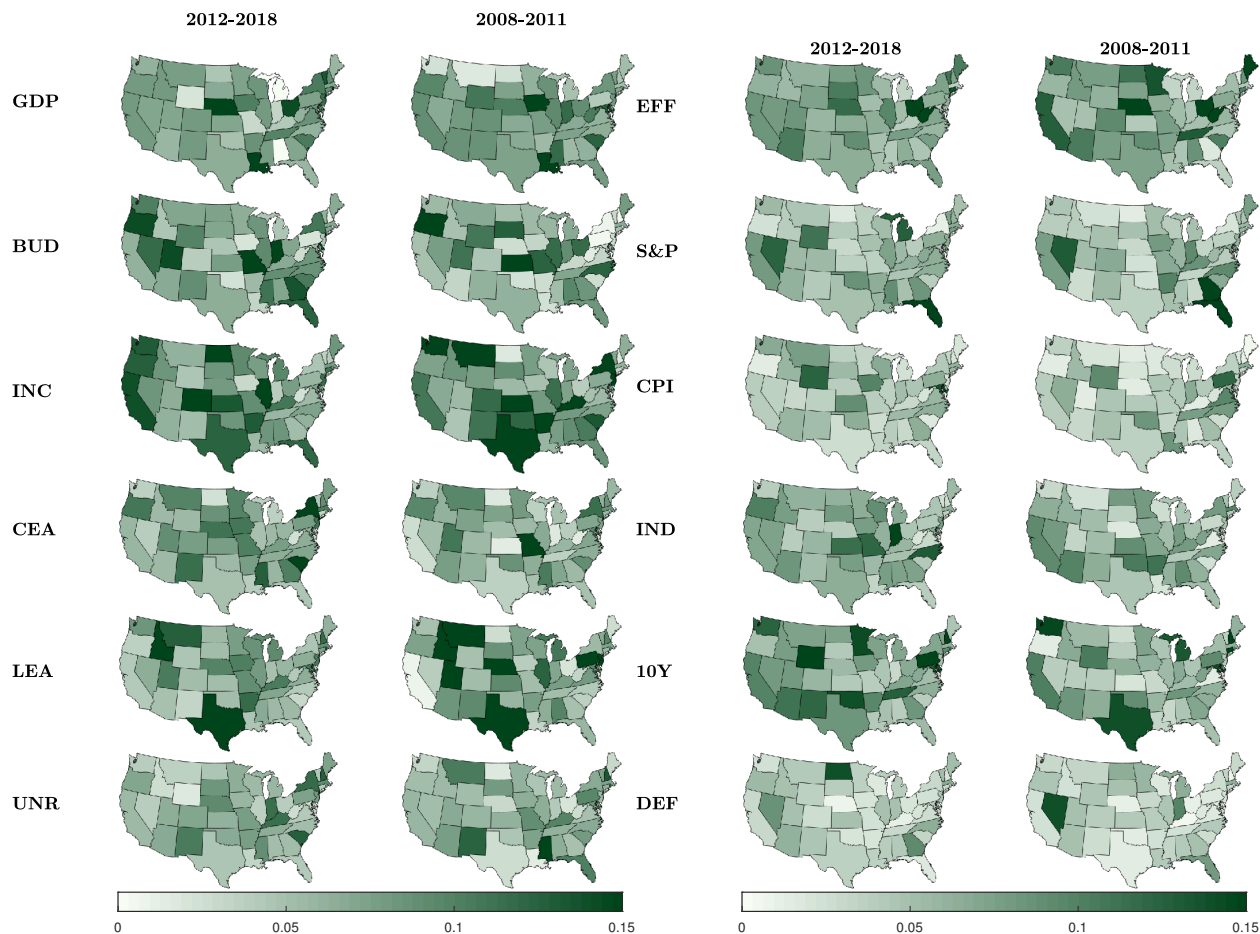 2012-2018 2008-2011
2012-2018 2008-2011
GDP EFF
BUD S&P
INC CPI
CEA IND
LEA 10Y
UNR DEF
0 0.05 0.1 0.15 0 0.05 0.1 0.15